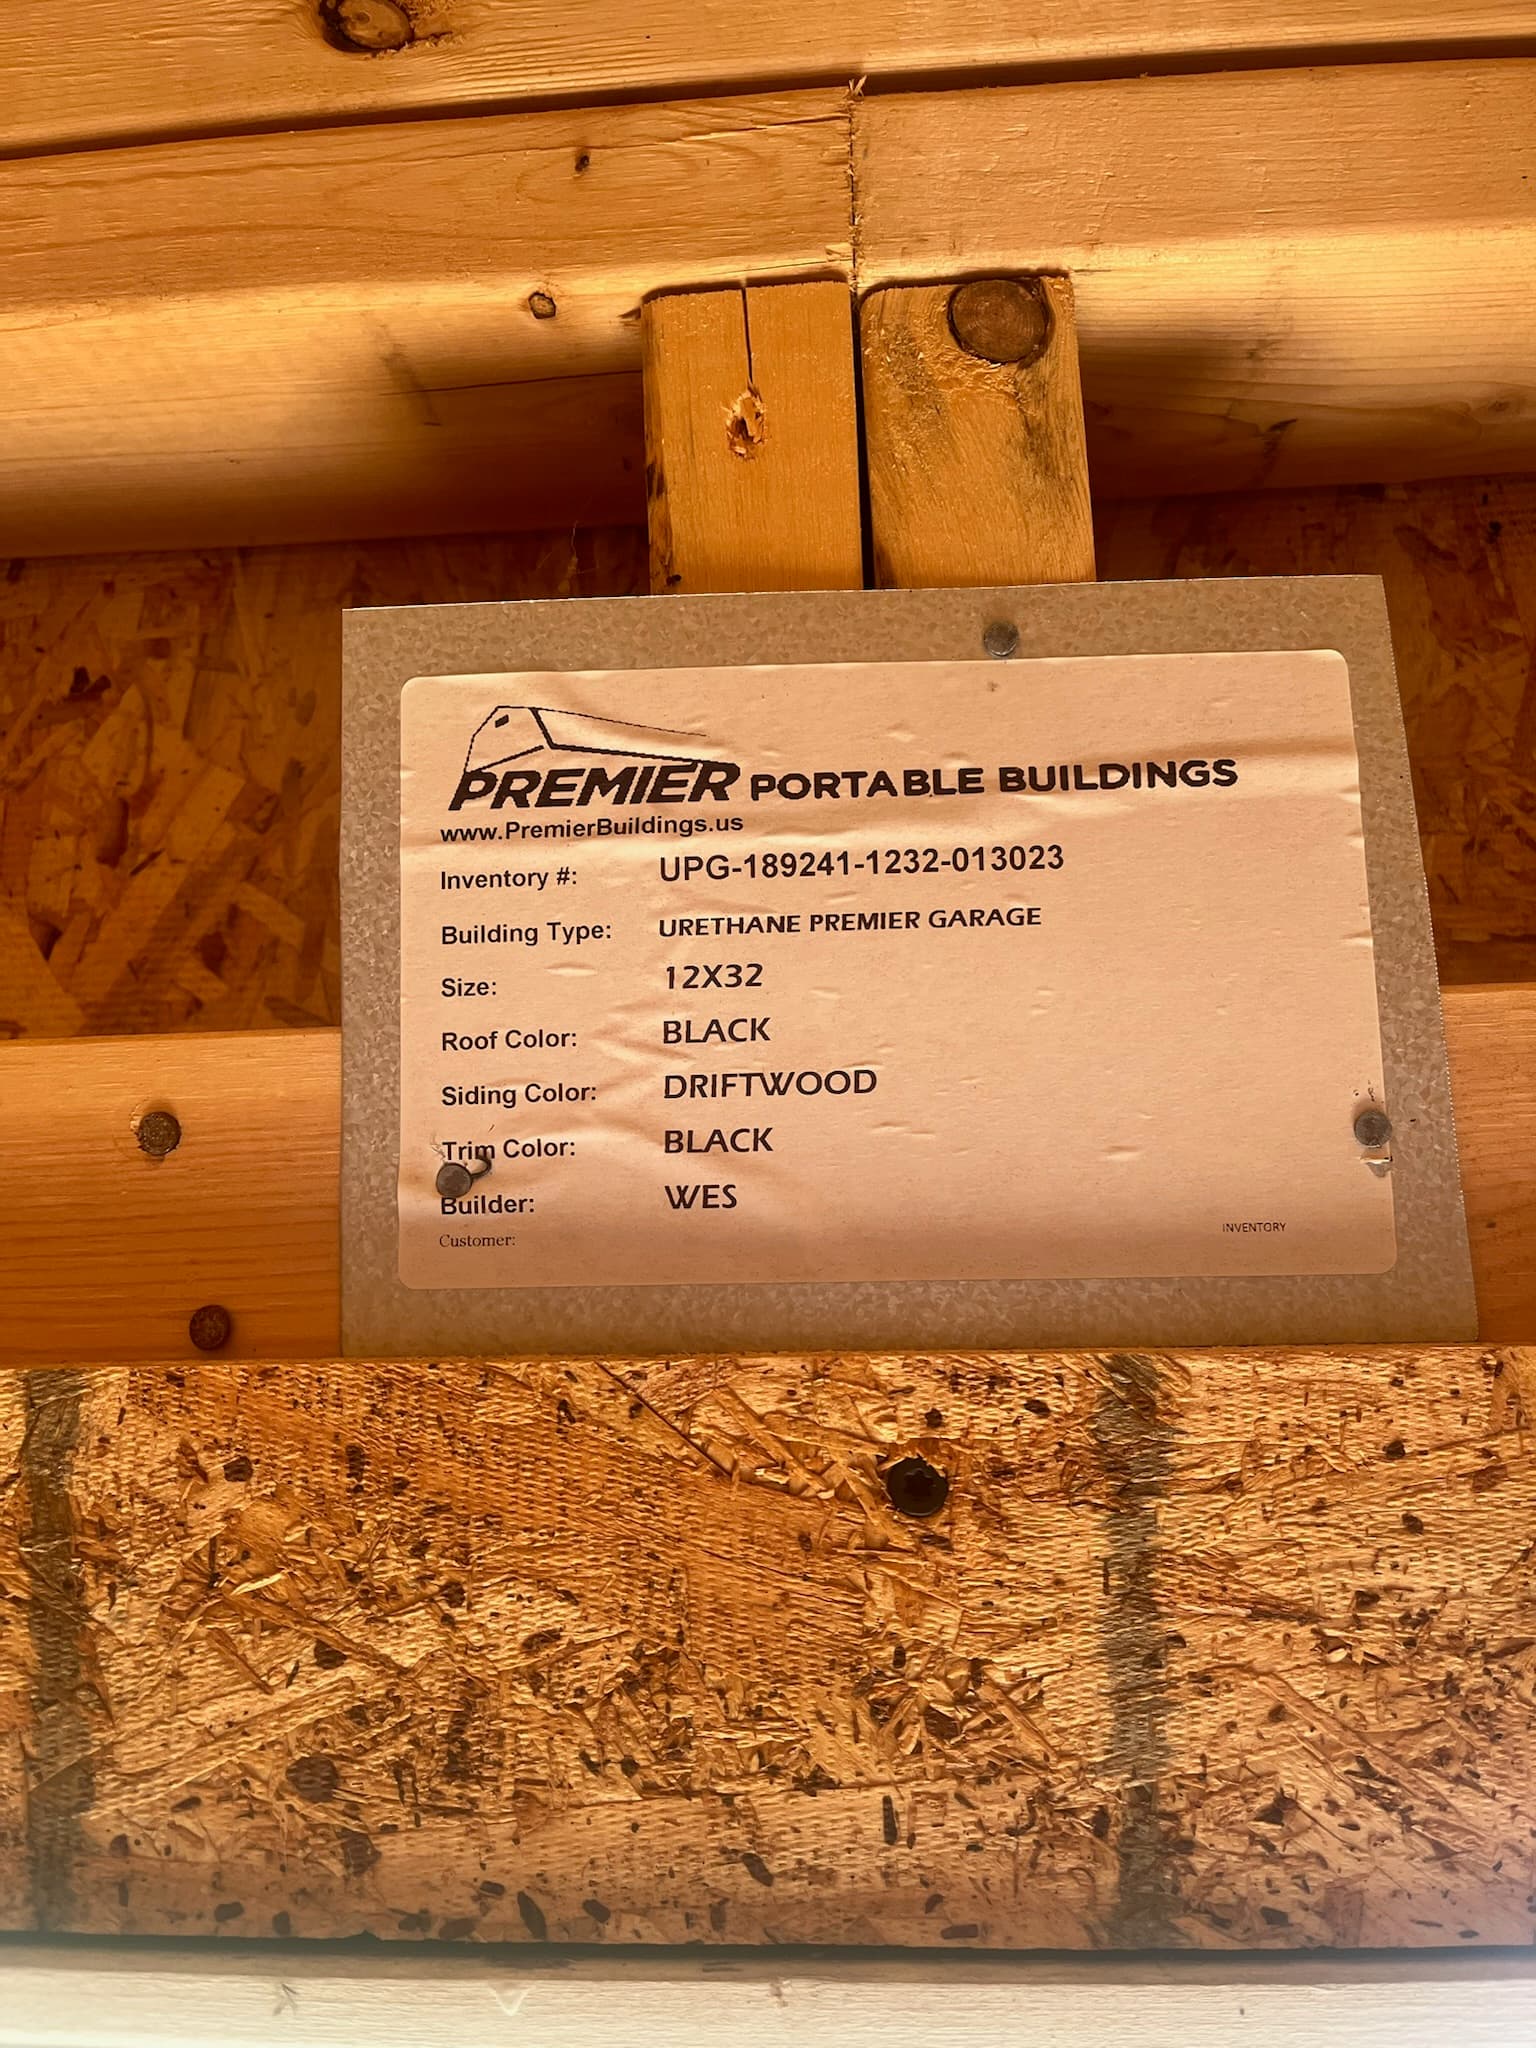 PREMIER PORTABLE BUILDINGS
www.PremierBuildings.us
Inventory #: UPG-189241-1232-013023
Building Type: URETHANE PREMIER GARAGE
Size: 12X32
Roof Color: BLACK
Siding Color: DRIFTWOOD
Trim Color: BLACK
Builder: WES
Customer: INVENTORY